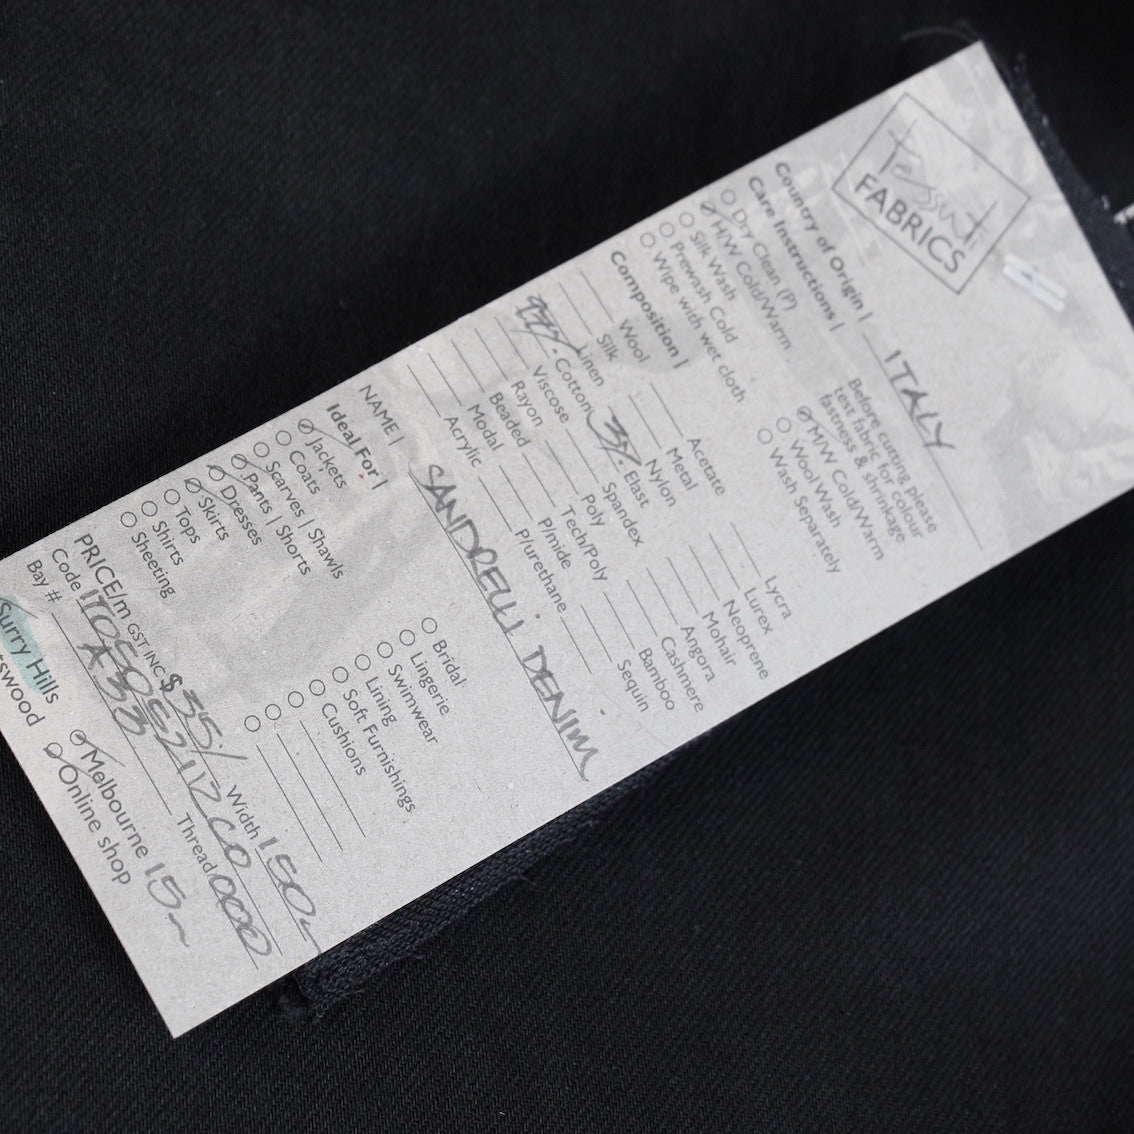 tessuti
FABRICS
Country of Origin | ITALY
Care Instructions |
Dry Clean (P)
H/W Cold/Warm
Silk Wash
Prewash Cold
Wipe with wet cloth
Before cutting please
test fabric for colour
fastness & shrinkage
M/W Cold/Warm
Wool Wash
Wash Separately
Composition |
Wool
Silk
Linen
97%. Cotton
Viscose
Rayon
Beaded
Modal
Acrylic
Acetate
Metal
Nylon
3%. Elast
Spandex
Poly
Tech/Poly
P/mide
P/urethane
Lycra
Lurex
Neoprene
Mohair
Angora
Cashmere
Bamboo
Sequin
NAME | SANDRELLI DENIM
Ideal For |
Jackets
Coats
Scarves | Shawls
Pants | Shorts
Dresses
Skirts
Tops
Shirts
Sheeting
Bridal
Lingerie
Swimwear
Lining
Soft Furnishings
Cushions
PRICE/m GST INC $35/ Width 150
Code Thread 000
Bay # A30
Surry Hills
Melbourne 15
Online shop